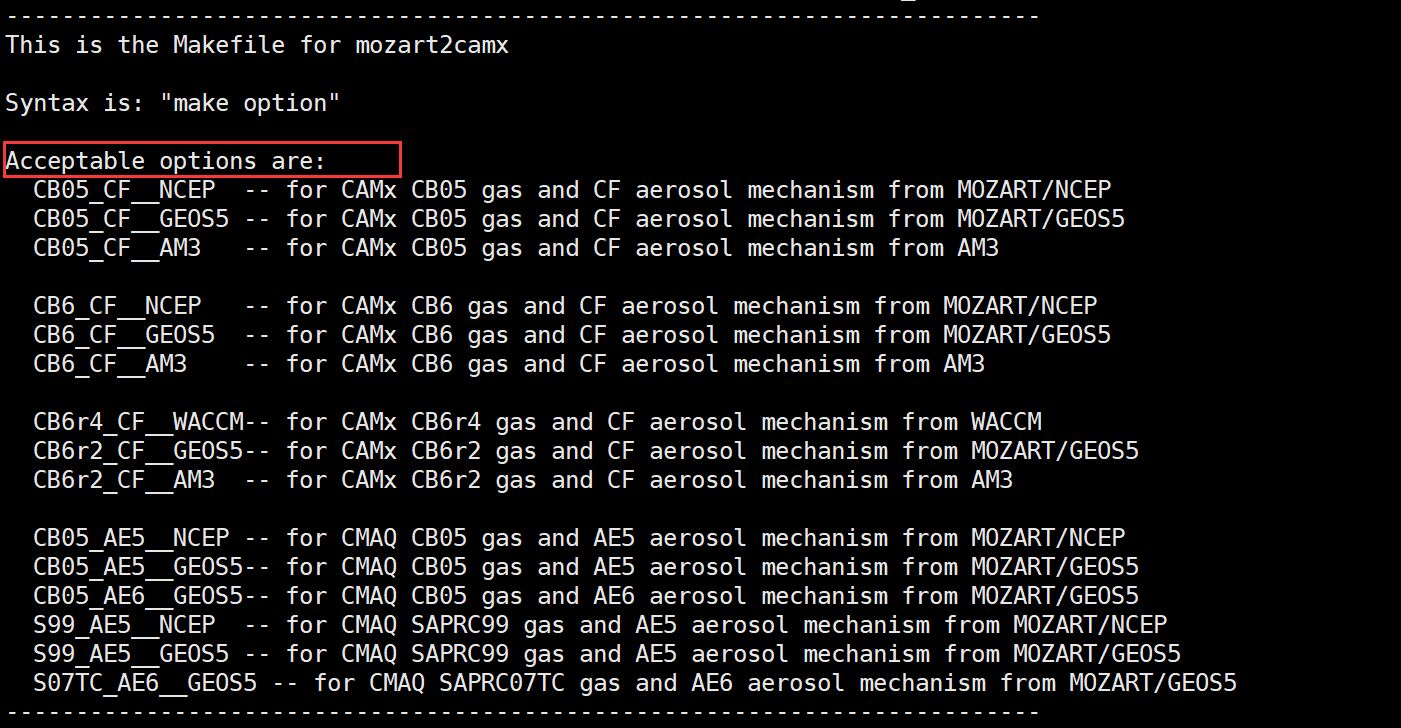 --------------------------------------------------------------------------
This is the Makefile for mozart2camx
Syntax is: "make option"
Acceptable options are:
  CB05_CF__NCEP  -- for CAMx CB05 gas and CF aerosol mechanism from MOZART/NCEP
  CB05_CF__GEOS5 -- for CAMx CB05 gas and CF aerosol mechanism from MOZART/GEOS5
  CB05_CF__AM3   -- for CAMx CB05 gas and CF aerosol mechanism from AM3
  CB6_CF__NCEP   -- for CAMx CB6 gas and CF aerosol mechanism from MOZART/NCEP
  CB6_CF__GEOS5  -- for CAMx CB6 gas and CF aerosol mechanism from MOZART/GEOS5
  CB6_CF__AM3    -- for CAMx CB6 gas and CF aerosol mechanism from AM3
  CB6r4_CF__WACCM-- for CAMx CB6r4 gas and CF aerosol mechanism from WACCM
  CB6r2_CF__GEOS5-- for CAMx CB6r2 gas and CF aerosol mechanism from MOZART/GEOS5
  CB6r2_CF__AM3  -- for CAMx CB6r2 gas and CF aerosol mechanism from AM3
  CB05_AE5__NCEP -- for CMAQ CB05 gas and AE5 aerosol mechanism from MOZART/NCEP
  CB05_AE5__GEOS5-- for CMAQ CB05 gas and AE5 aerosol mechanism from MOZART/GEOS5
  CB05_AE6__GEOS5-- for CMAQ CB05 gas and AE6 aerosol mechanism from MOZART/GEOS5
  S99_AE5__NCEP  -- for CMAQ SAPRC99 gas and AE5 aerosol mechanism from MOZART/NCEP
  S99_AE5__GEOS5 -- for CMAQ SAPRC99 gas and AE5 aerosol mechanism from MOZART/GEOS5
  S07TC_AE6__GEOS5 -- for CMAQ SAPRC07TC gas and AE6 aerosol mechanism from MOZART/GEOS5
--------------------------------------------------------------------------